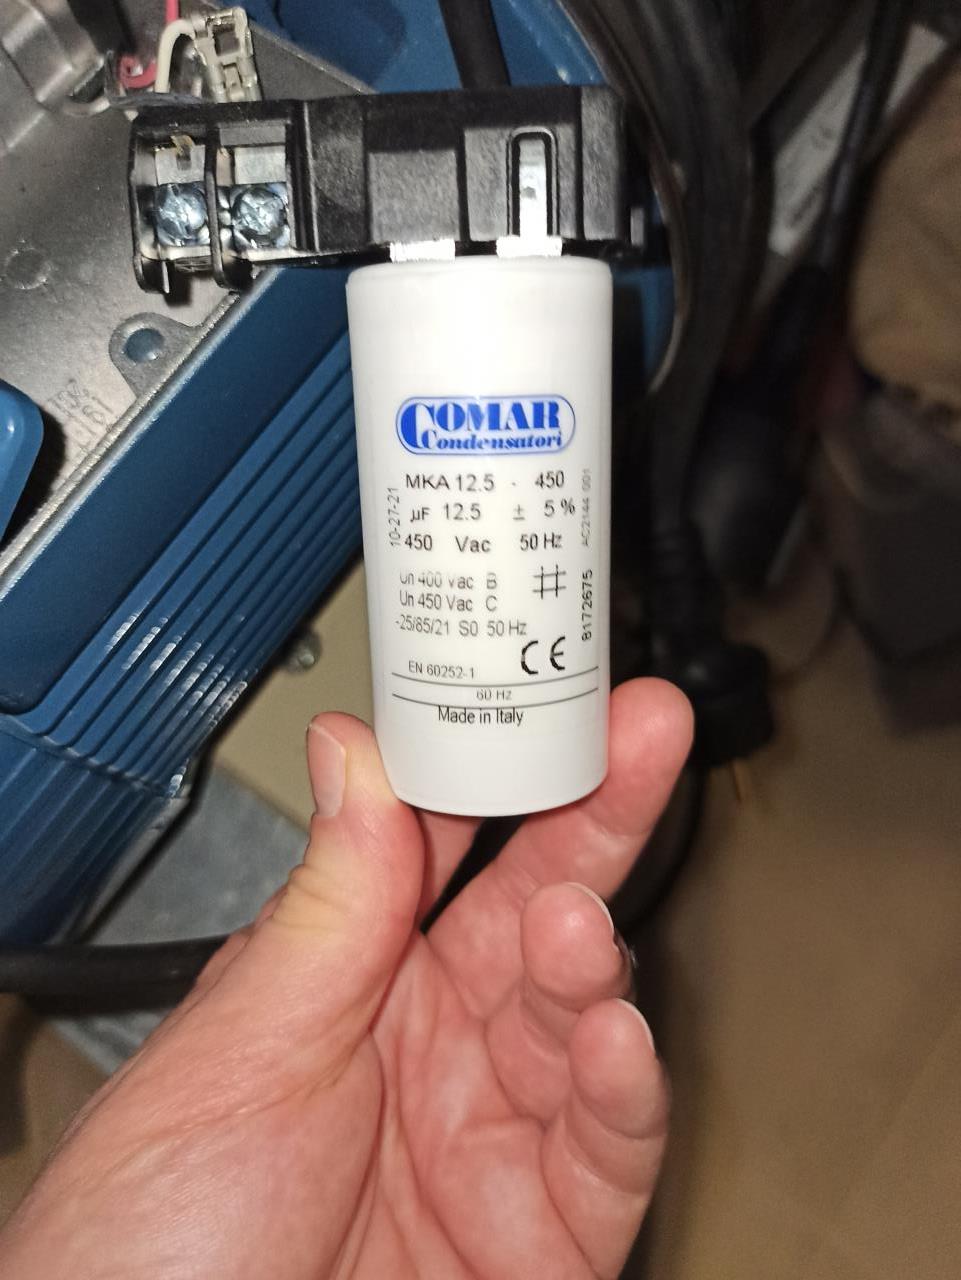 COMAR
Condensatori
MKA 12.5 - 450
µF 12.5 ± 5 %
450 Vac 50 Hz
Un 400 Vac B
Un 450 Vac C
-25/85/21 S0 50 Hz
CE
EN 60252-1
60 Hz
Made in Italy
10-27-21
AC2144 001
8172675